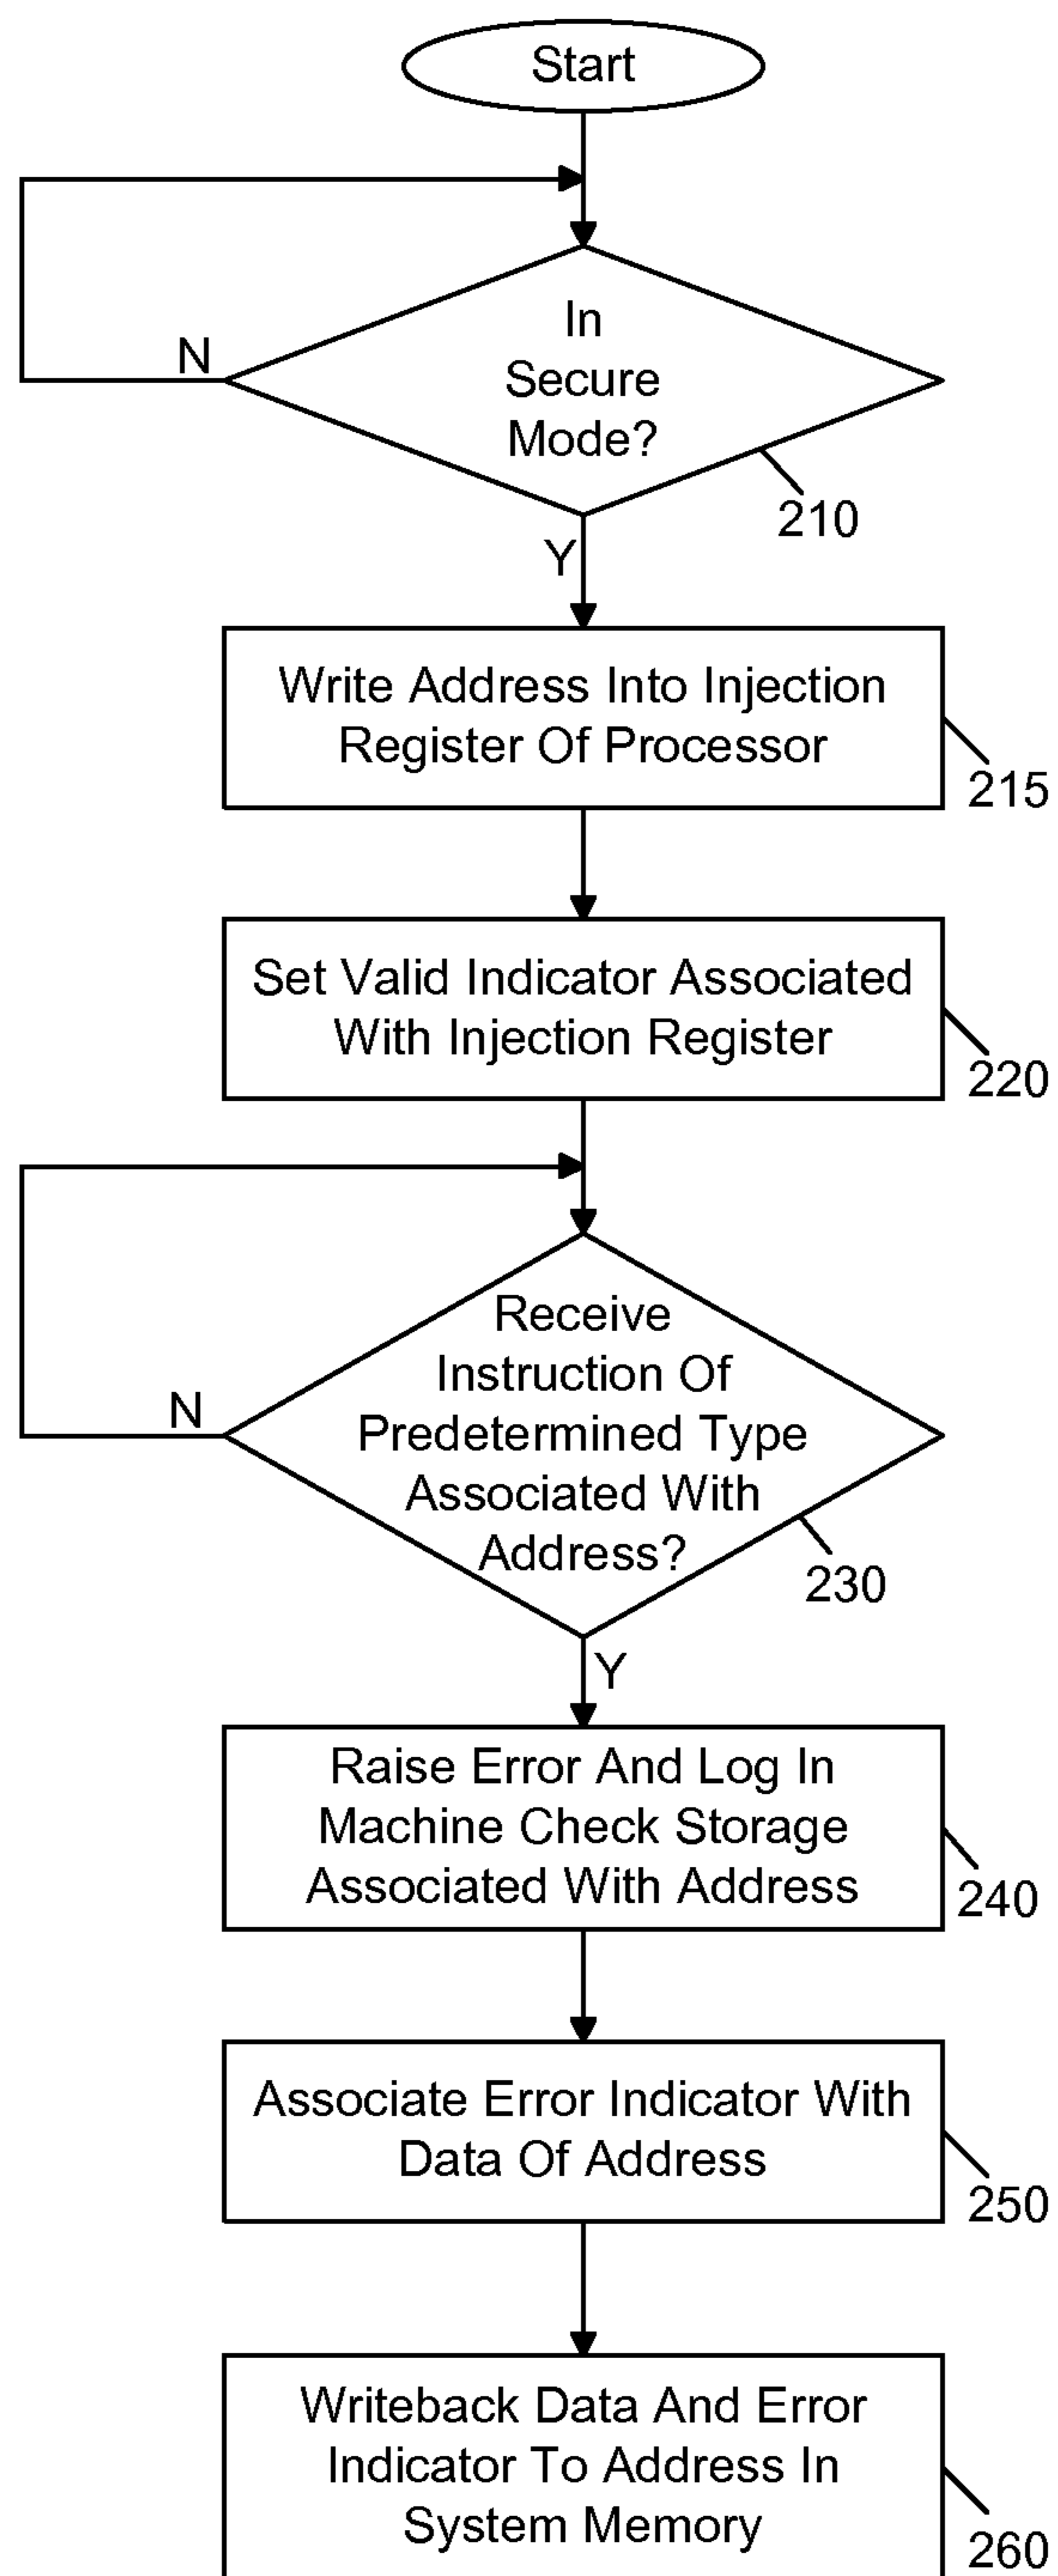 Start
In
Secure
Mode?
N
210
Y
Write Address Into Injection
Register Of Processor
215
Set Valid Indicator Associated
With Injection Register
220
Receive
Instruction Of
Predetermined Type
Associated With
Address?
N
230
Y
Raise Error And Log In
Machine Check Storage
Associated With Address
240
Associate Error Indicator With
Data Of Address
250
Writeback Data And Error
Indicator To Address In
System Memory
260